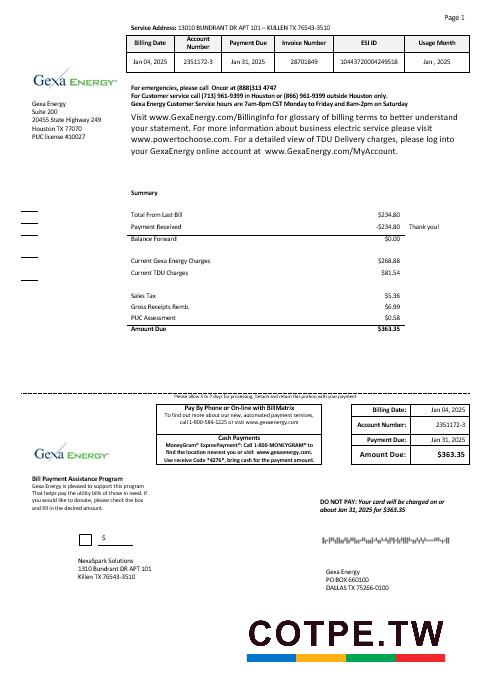 Page 1
Service Address: 13010 BUNDRANT DR APT 101 – KULLEN TX 76543-3510
Billing Date Account Number Payment Due Invoice Number ESI ID Usage Month
Jan 04, 2025 2351172-3 Jan 31, 2025 28701849 10443720004249518 Jan , 2025
Gexa ENERGY
For emergencies, please call Oncor at (888)313 4747
For Customer service call (713) 961-9399 in Houston or (866) 961-9399 outside Houston only.
Gexa Energy Customer Service hours are 7am-8pm CST Monday to Friday and 8am-2pm on Saturday
Gexa Energy
Suite 200
20455 State Highway 249
Houston TX 77070
PUC license #10027
Visit www.GexaEnergy.com/BillingInfo for glossary of billing terms to better understand
your statement. For more information about business electric service please visit
www.powertochoose.com. For a detailed view of TDU Delivery charges, please log into
your GexaEnergy online account at www.GexaEnergy.com/MyAccount.
Summary
Total From Last Bill $234.80
Payment Received -$234.80 Thank you!
Balance Forward $0.00
Current Gexa Energy Charges $268.88
Current TDU Charges $81.54
Sales Tax $5.36
Gross Receipts Remb. $6.99
PUC Assessment $0.58
Amount Due $363.35
Please allow 5 to 7 days for processing. Detach and return this portion with your payment
Pay By Phone or On-line with BillMatrix
To find out more about our new, automated payment services,
call 1-800-584-1225 or visit www.gexaenergy.com
Cash Payments
MoneyGram® ExpresPayment®: Call 1-800-MONEYGRAM® to
find the location nearest you or visit www.gexaenergy.com.
Use receive Code *4276*, bring cash for the payment amount.
Billing Date: Jan 04, 2025
Account Number: 2351172-3
Payment Due: Jan 31, 2025
Amount Due: $363.35
Gexa ENERGY
Bill Payment Assistance Program
Gexa Energy is pleased to support this program
That helps pay the utility bills of those in need. If
you would like to donate, please check the box
and fill in the desired amount.
$
DO NOT PAY: Your card will be charged on or
about Jan 31, 2025 for $363.35
NexaSpark Solutions
1310 Bundrant DR APT 101
Killen TX 76543-3510
Gexa Energy
PO BOX 660100
DALLAS TX 75266-0100
COTPE.TW